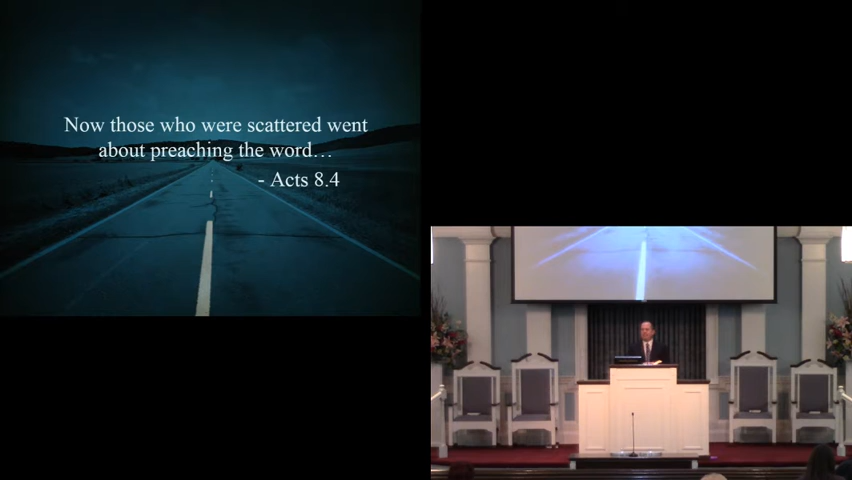 Now those who were scattered went
about preaching the word…
- Acts 8.4